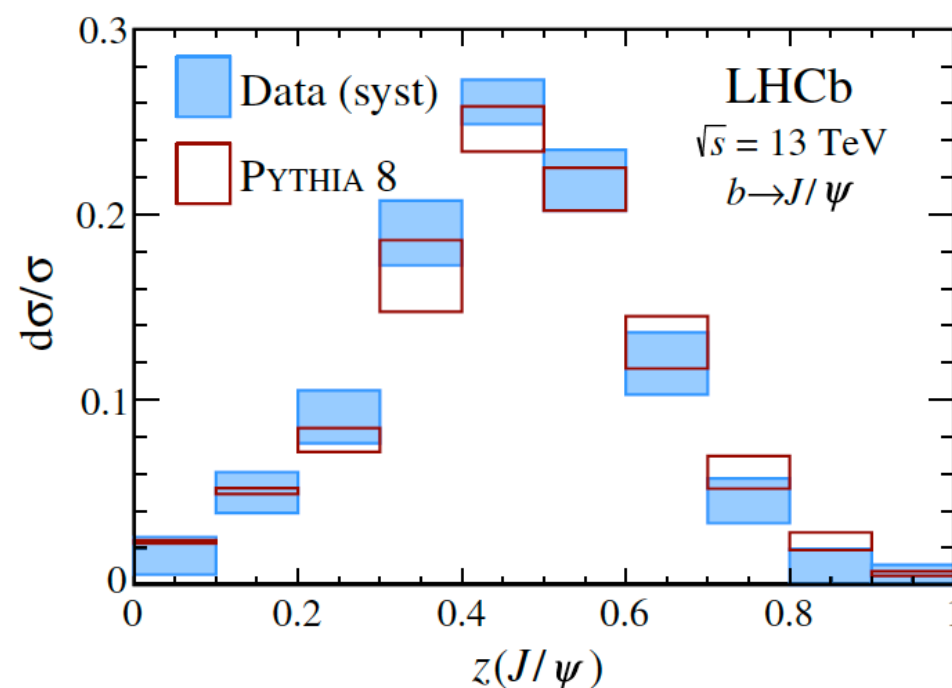 0.3
Data (syst)
PYTHIA 8
LHCb
√s = 13 TeV
b→J/ψ
0.2
dσ/σ
0.1
0
0 0.2 0.4 0.6 0.8 1
z(J/ψ)